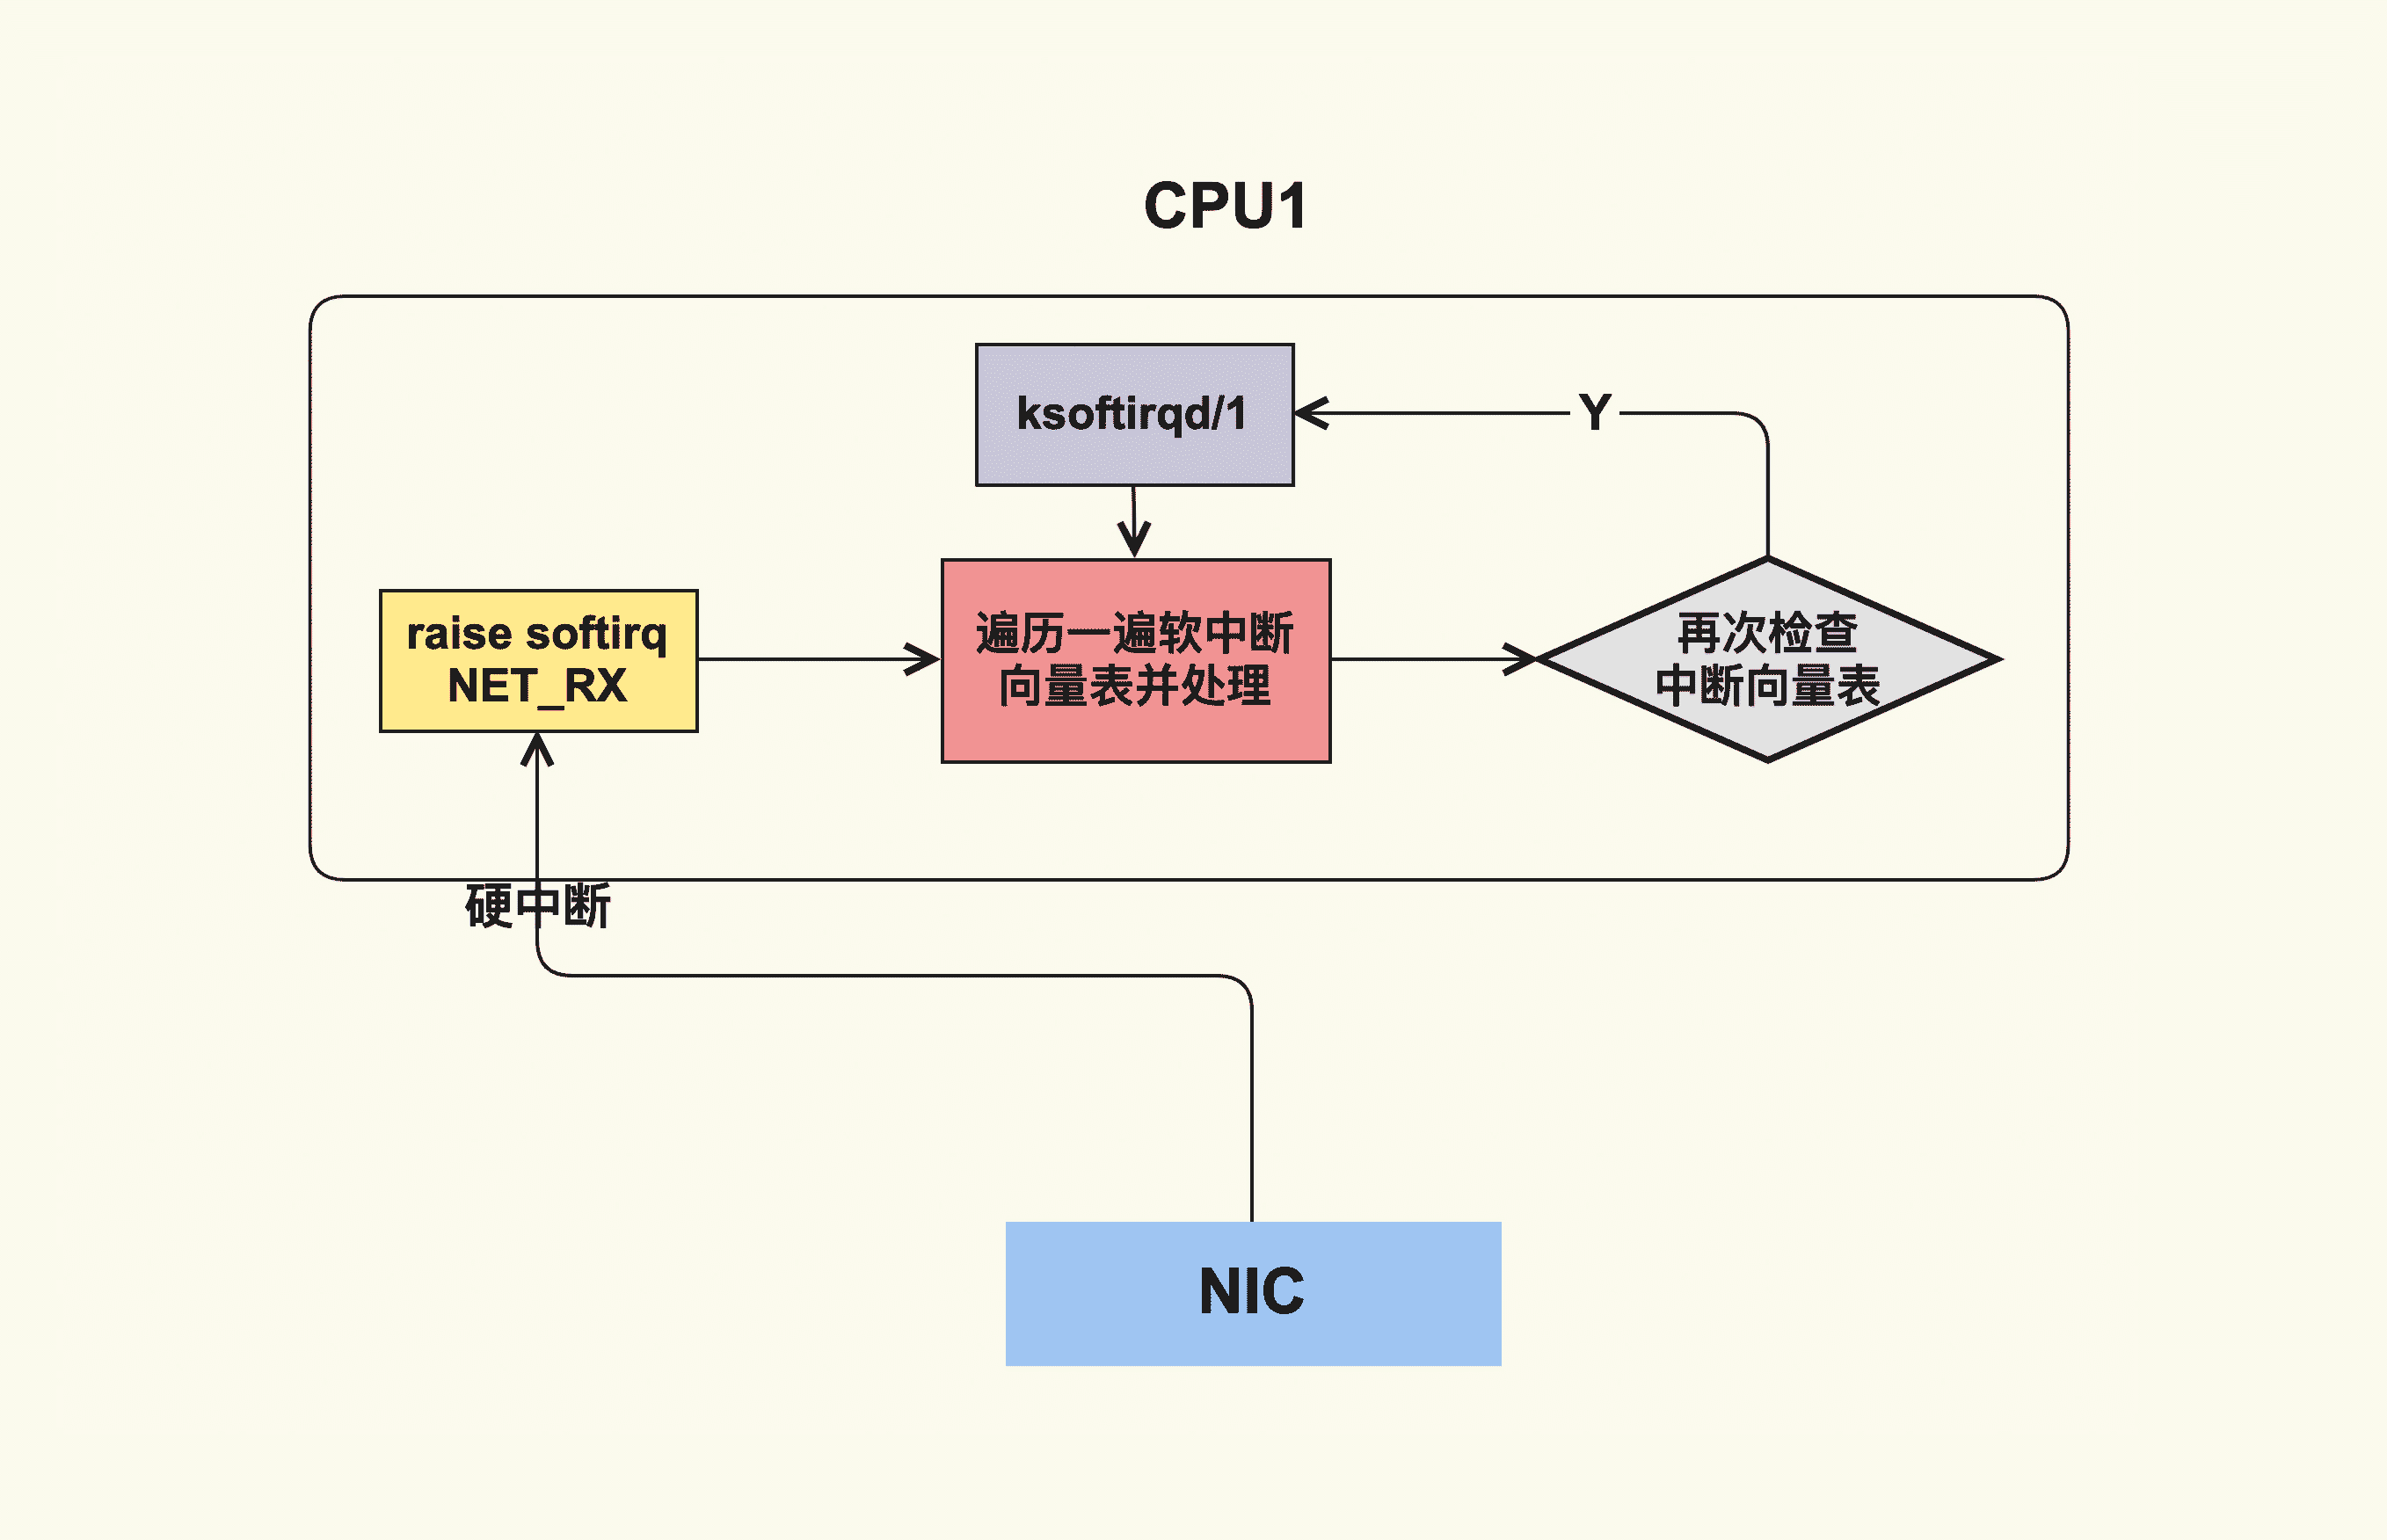 CPU1
ksoftirqd/1
Y
raise softirq
NET_RX
遍历一遍软中断
向量表并处理
再次检查
中断向量表
硬中断
NIC